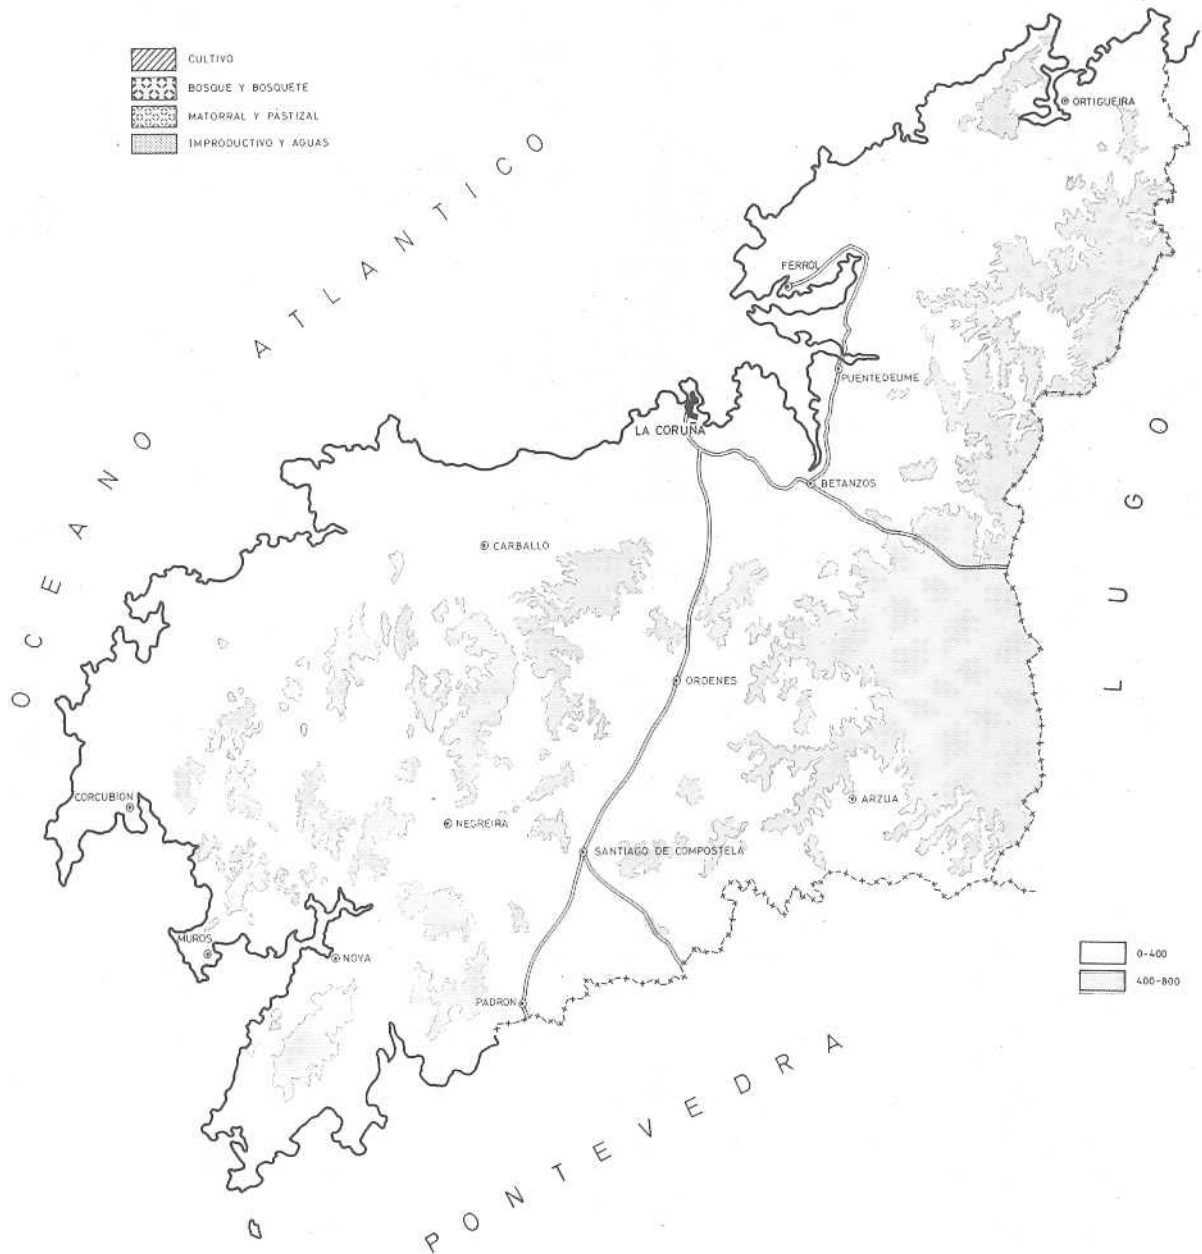 CULTIVO
BOSQUE Y BOSQUETE
MATORRAL Y PASTIZAL
IMPRODUCTIVO Y AGUAS
OCEANO ATLANTICO
ORTIGUEIRA
FERROL
PUENTEDEUME
LA CORUÑA
BETANZOS
CARBALLO
LUGO
ORDENES
CORCUBION
NEGREIRA
ARZUA
SANTIAGO DE COMPOSTELA
MUROS
NOYA
PADRON
0-400
400-800
PONTEVEDRA